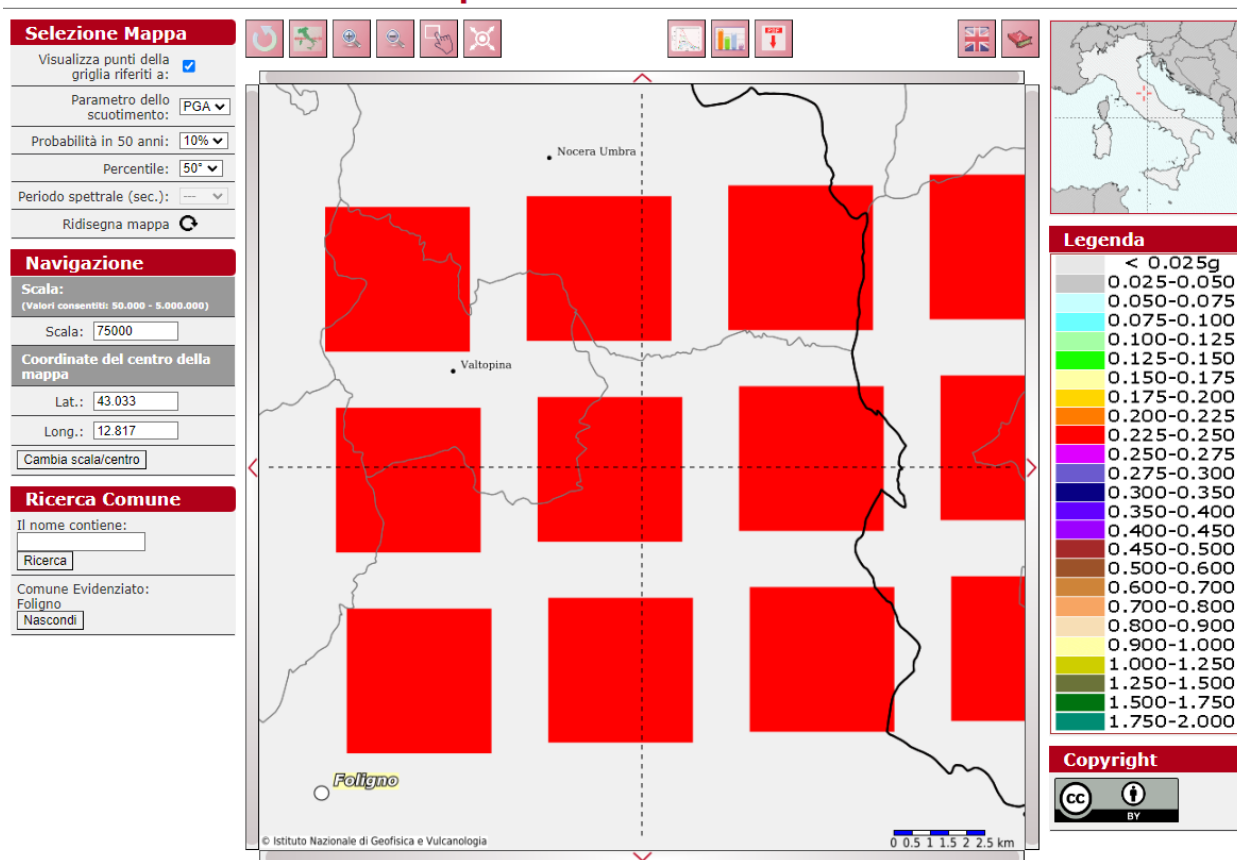 Selezione Mappa
Visualizza punti della
griglia riferiti a:
Parametro dello
scuotimento:
PGA
Probabilità in 50 anni:
10%
Percentile:
50°
Periodo spettrale (sec.):
---
Ridisegna mappa
Navigazione
Scala:
(Valori consentiti: 50.000 - 5.000.000)
Scala:
75000
Coordinate del centro della
mappa
Lat.:
43.033
Long.:
12.817
Cambia scala/centro
Ricerca Comune
Il nome contiene:
Ricerca
Comune Evidenziato:
Foligno
Nascondi
PDF
Nocera Umbra
Valtopina
Foligno
© Istituto Nazionale di Geofisica e Vulcanologia
0 0.5 1 1.5 2 2.5 km
Legenda
< 0.025g
0.025-0.050
0.050-0.075
0.075-0.100
0.100-0.125
0.125-0.150
0.150-0.175
0.175-0.200
0.200-0.225
0.225-0.250
0.250-0.275
0.275-0.300
0.300-0.350
0.350-0.400
0.400-0.450
0.450-0.500
0.500-0.600
0.600-0.700
0.700-0.800
0.800-0.900
0.900-1.000
1.000-1.250
1.250-1.500
1.500-1.750
1.750-2.000
Copyright
cc
BY